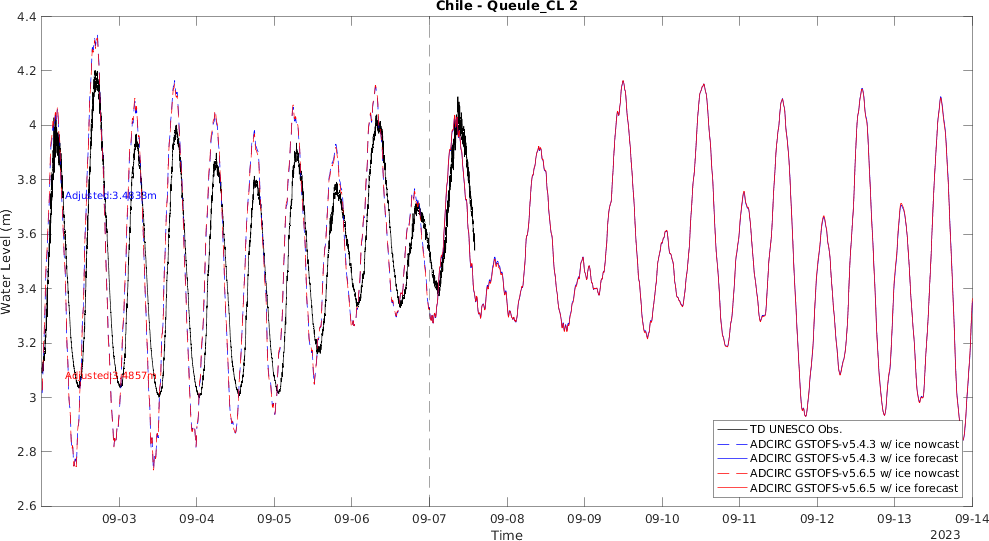 Chile - Queule_CL 2
4.4
4.2
4
3.8
3.6
3.4
3.2
3
2.8
2.6
Water Level (m)
Adjusted:3.4838m
Adjusted:3.4857m
TD UNESCO Obs.
ADCIRC GSTOFS-v5.4.3 w/ ice nowcast
ADCIRC GSTOFS-v5.4.3 w/ ice forecast
ADCIRC GSTOFS-v5.6.5 w/ ice nowcast
ADCIRC GSTOFS-v5.6.5 w/ ice forecast
09-03 09-04 09-05 09-06 09-07 09-08 09-09 09-10 09-11 09-12 09-13 09-14
Time
2023